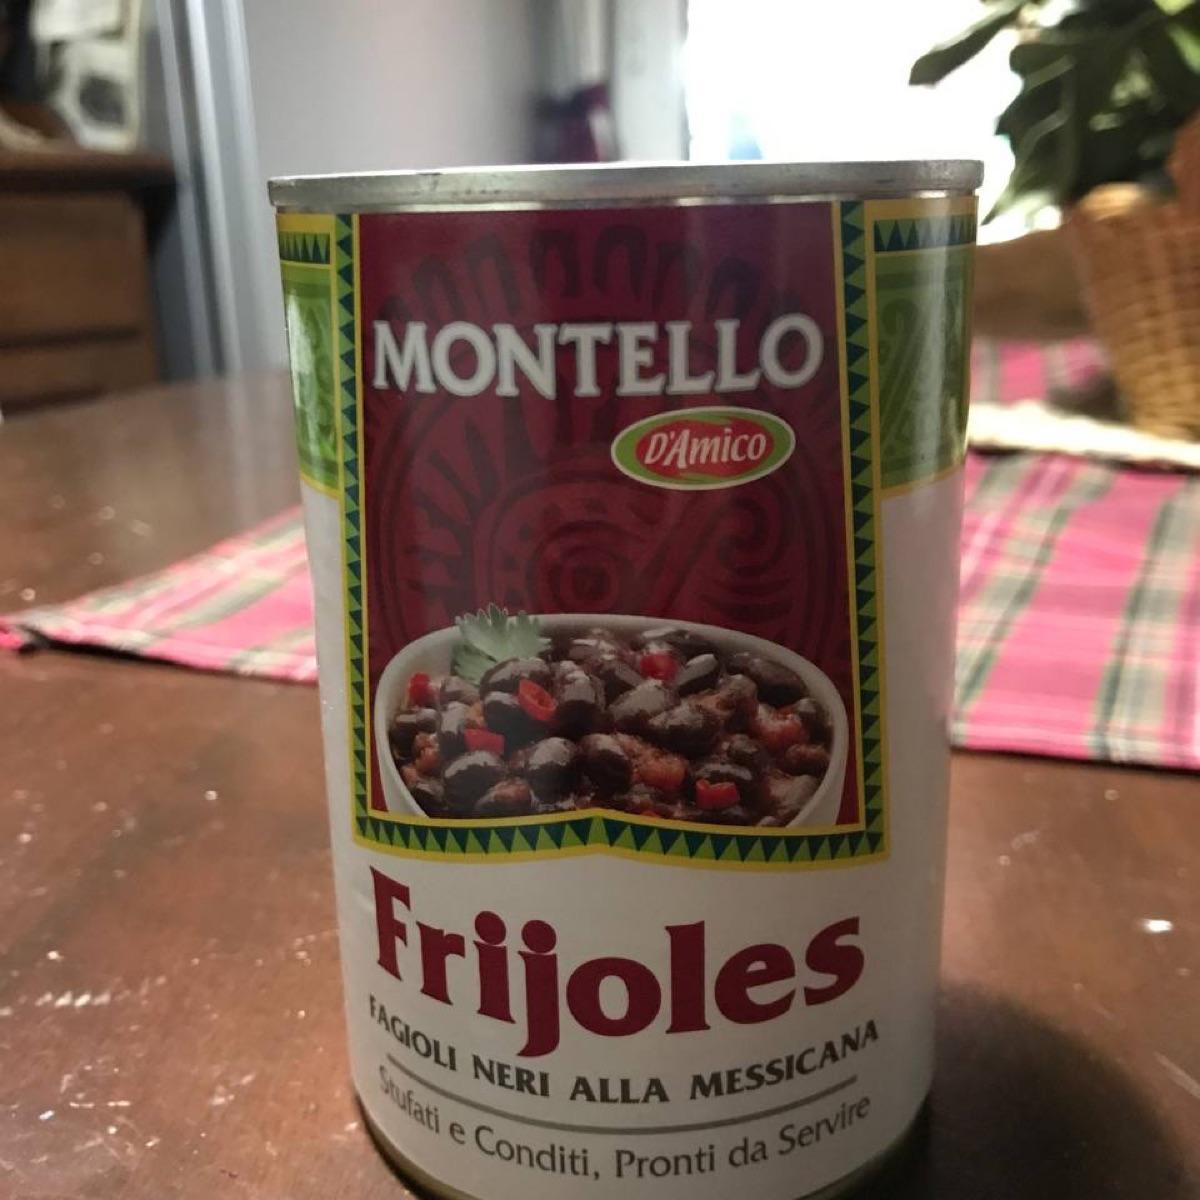 MONTELLO
D'Amico
Frijoles
FAGIOLI NERI ALLA MESSICANA
Stufati e Conditi, Pronti da Servire